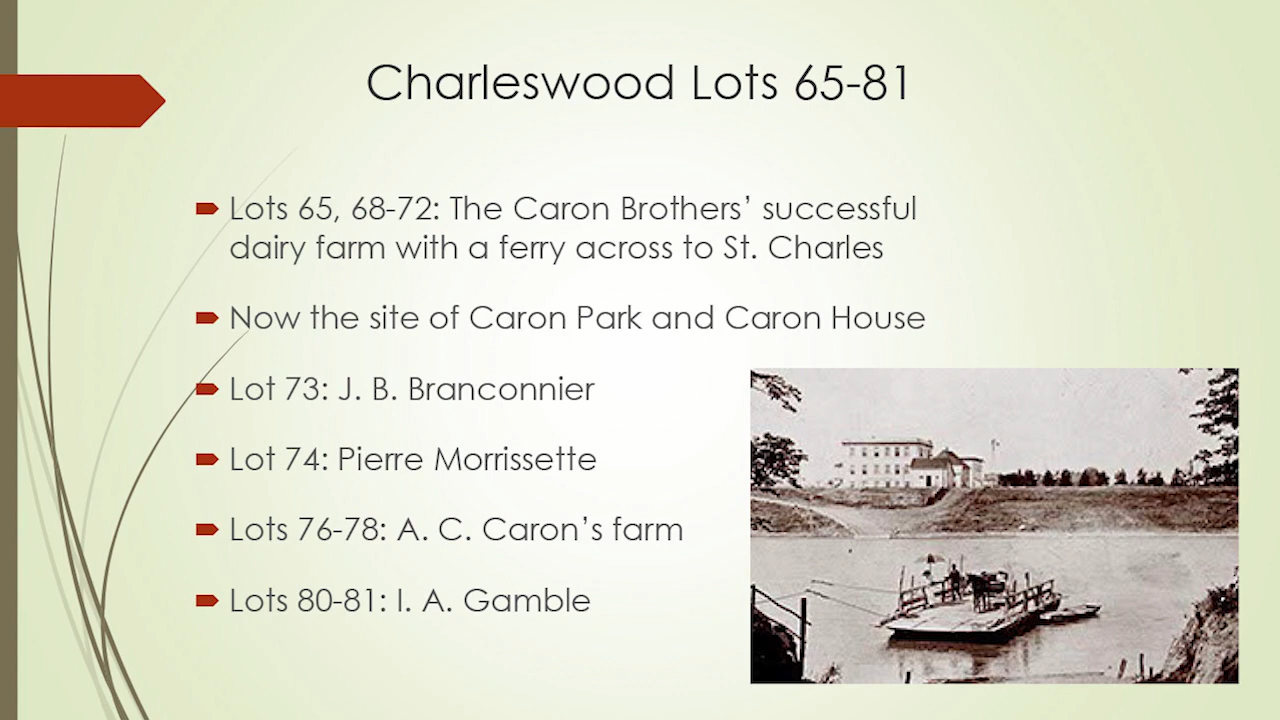 Charleswood Lots 65-81
Lots 65, 68-72: The Caron Brothers’ successful
dairy farm with a ferry across to St. Charles
Now the site of Caron Park and Caron House
Lot 73: J. B. Branconnier
Lot 74: Pierre Morrissette
Lots 76-78: A. C. Caron’s farm
Lots 80-81: I. A. Gamble